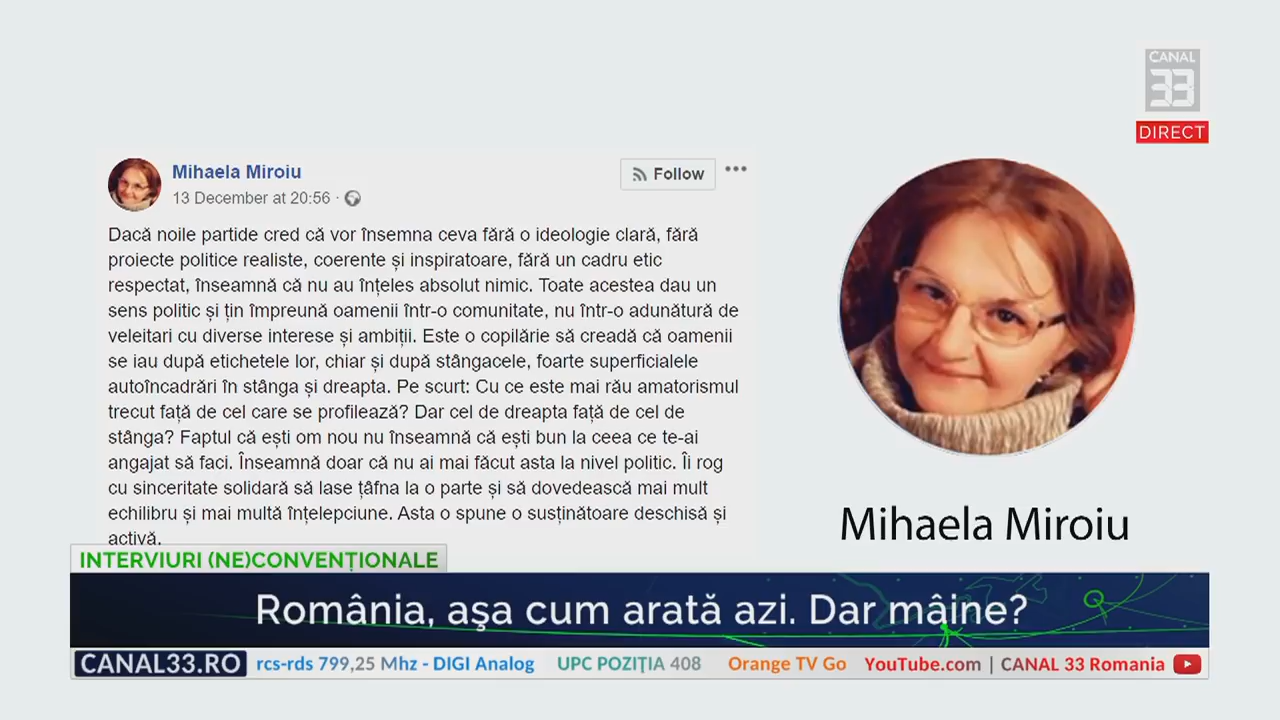 CANAL
33
DIRECT
Mihaela Miroiu
Follow
13 December at 20:56
Dacă noile partide cred că vor însemna ceva fără o ideologie clară, fără
proiecte politice realiste, coerente și inspiratoare, fără un cadru etic
respectat, înseamnă că nu au înțeles absolut nimic. Toate acestea dau un
sens politic și țin împreună oamenii într-o comunitate, nu într-o adunătură de
veleitari cu diverse interese și ambiții. Este o copilărie să creadă că oamenii
se iau după etichetele lor, chiar și după stângacele, foarte superficialele
autoîncadrări în stânga și dreapta. Pe scurt: Cu ce este mai rău amatorismul
trecut față de cel care se profilează? Dar cel de dreapta față de cel de
stânga? Faptul că ești om nou nu înseamnă că ești bun la ceea ce te-ai
angajat să faci. Înseamnă doar că nu ai mai făcut asta la nivel politic. Îi rog
cu sinceritate solidară să lase țâfna la o parte și să dovedească mai mult
echilibru și mai multă înțelepciune. Asta o spune o susținătoare deschisă și
activă.
Mihaela Miroiu
INTERVIURI (NE)CONVENȚIONALE
România, aşa cum arată azi. Dar mâine?
CANAL33.RO rcs-rds 799,25 Mhz - DIGI Analog UPC POZIŢIA 408 Orange TV Go YouTube.com | CANAL 33 Romania